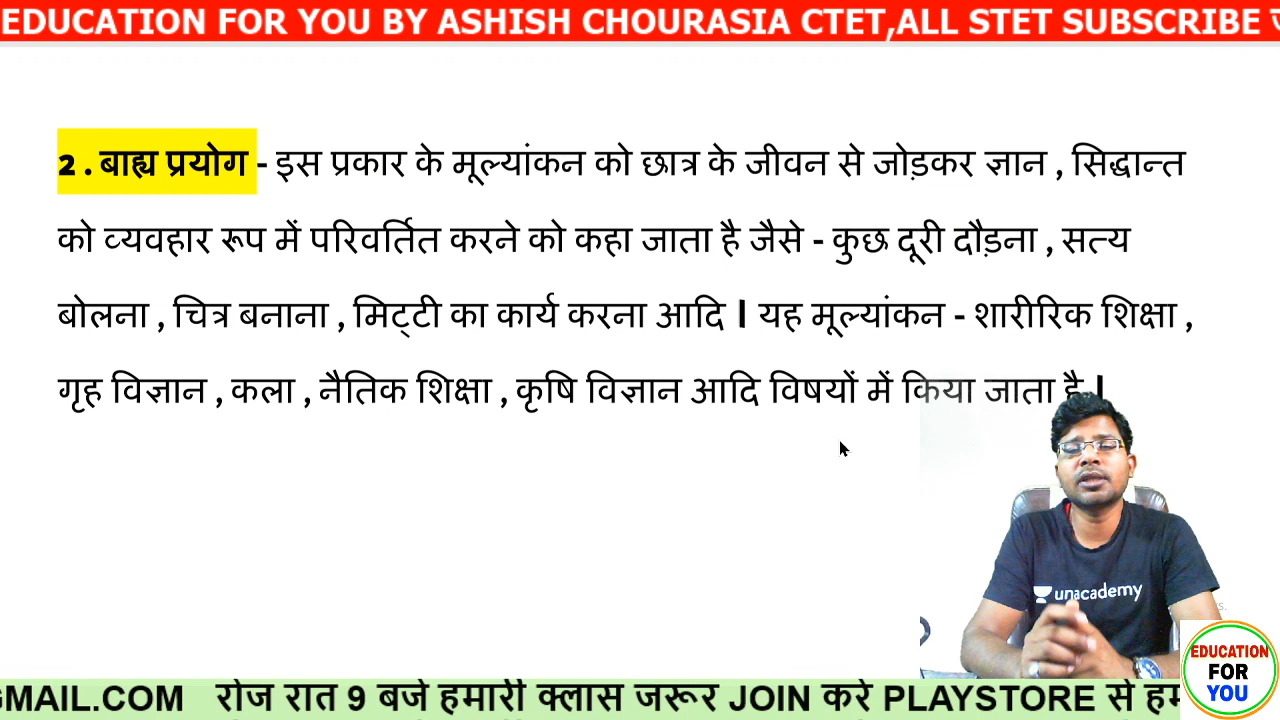 EDUCATION FOR YOU BY ASHISH CHOURASIA CTET,ALL STET SUBSCRIBE
2 . बाह्य प्रयोग - इस प्रकार के मूल्यांकन को छात्र के जीवन से जोड़कर ज्ञान , सिद्धान्त
को व्यवहार रूप में परिवर्तित करने को कहा जाता है जैसे - कुछ दूरी दौड़ना , सत्य
बोलना , चित्र बनाना , मिट्टी का कार्य करना आदि | यह मूल्यांकन - शारीरिक शिक्षा ,
गृह विज्ञान , कला , नैतिक शिक्षा , कृषि विज्ञान आदि विषयों में किया जाता है |
unacademy
EDUCATION
FOR
YOU
GMAIL.COM रोज रात 9 बजे हमारी क्लास जरूर JOIN करे PLAYSTORE से